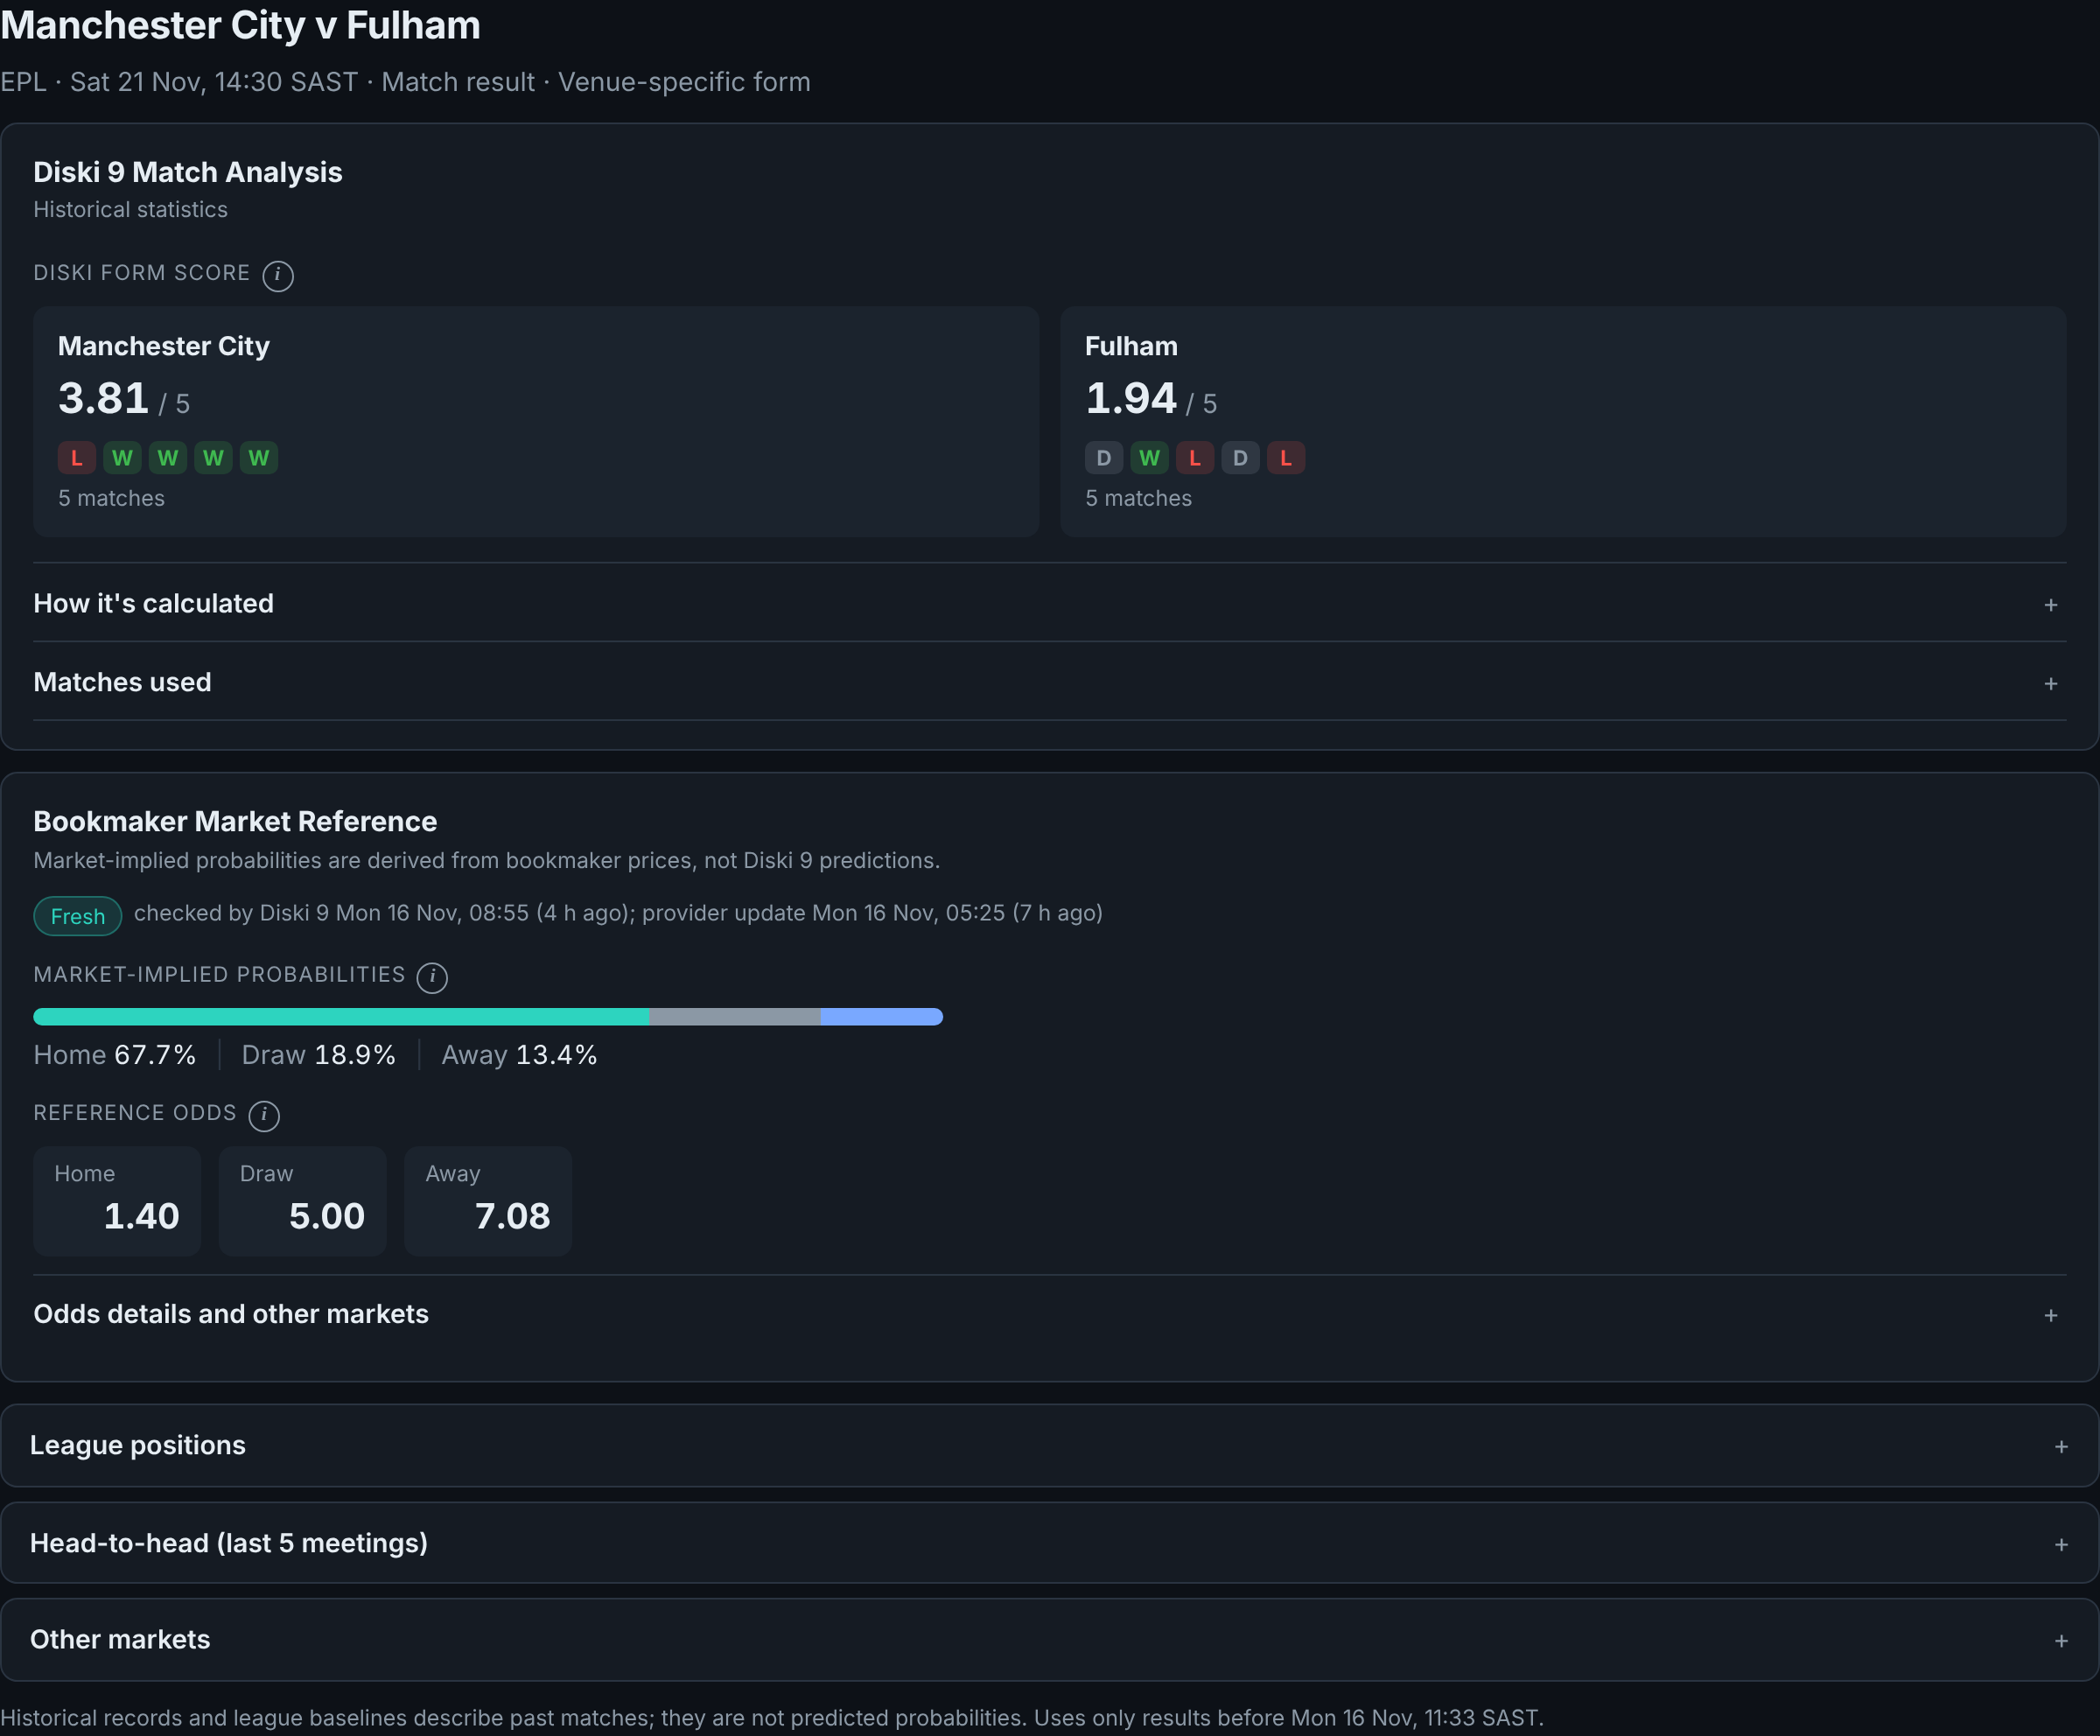 Manchester City v Fulham
EPL · Sat 21 Nov, 14:30 SAST · Match result · Venue-specific form
Diski 9 Match Analysis
Historical statistics
DISKI FORM SCORE i
Manchester City
3.81 / 5
L W W W W
5 matches
Fulham
1.94 / 5
D W L D L
5 matches
How it's calculated +
Matches used +
Bookmaker Market Reference
Market-implied probabilities are derived from bookmaker prices, not Diski 9 predictions.
Fresh checked by Diski 9 Mon 16 Nov, 08:55 (4 h ago); provider update Mon 16 Nov, 05:25 (7 h ago)
MARKET-IMPLIED PROBABILITIES i
Home 67.7% Draw 18.9% Away 13.4%
REFERENCE ODDS i
Home Draw Away
1.40 5.00 7.08
Odds details and other markets +
League positions +
Head-to-head (last 5 meetings) +
Other markets +
Historical records and league baselines describe past matches; they are not predicted probabilities. Uses only results before Mon 16 Nov, 11:33 SAST.